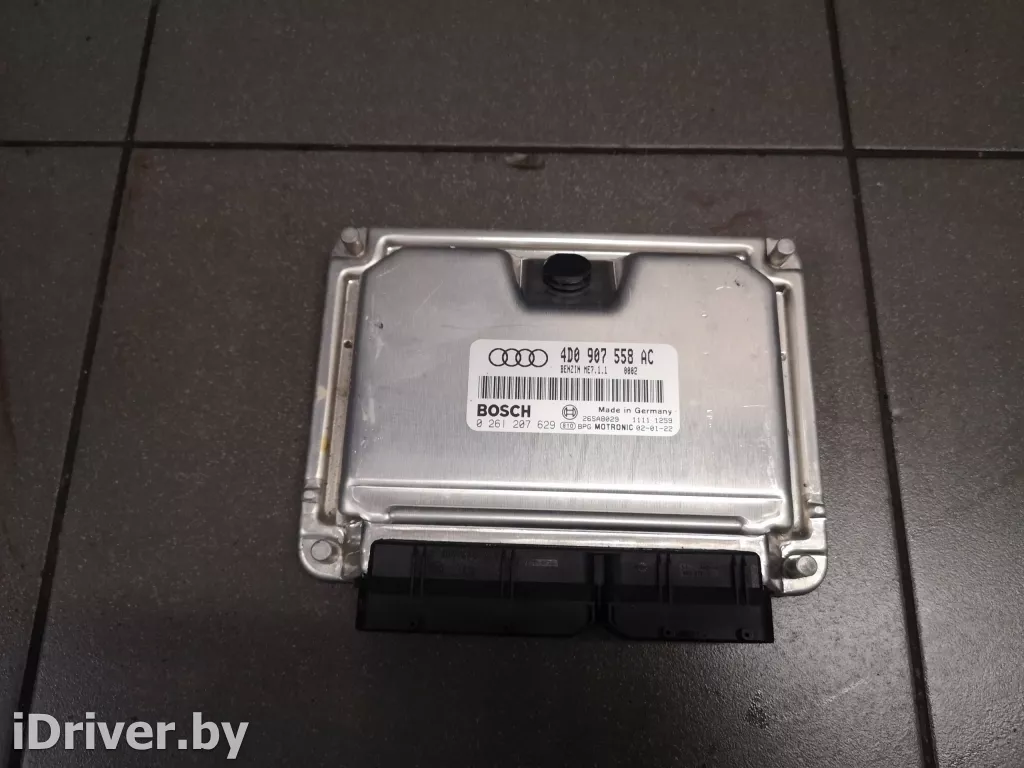 4D0 907 558 AC
BENZIN ME7.1.1 0002
BOSCH Made in Germany
26SA8029 1111 1259
0 261 207 629 BPG MOTRONIC 02-01-22
iDriver.by